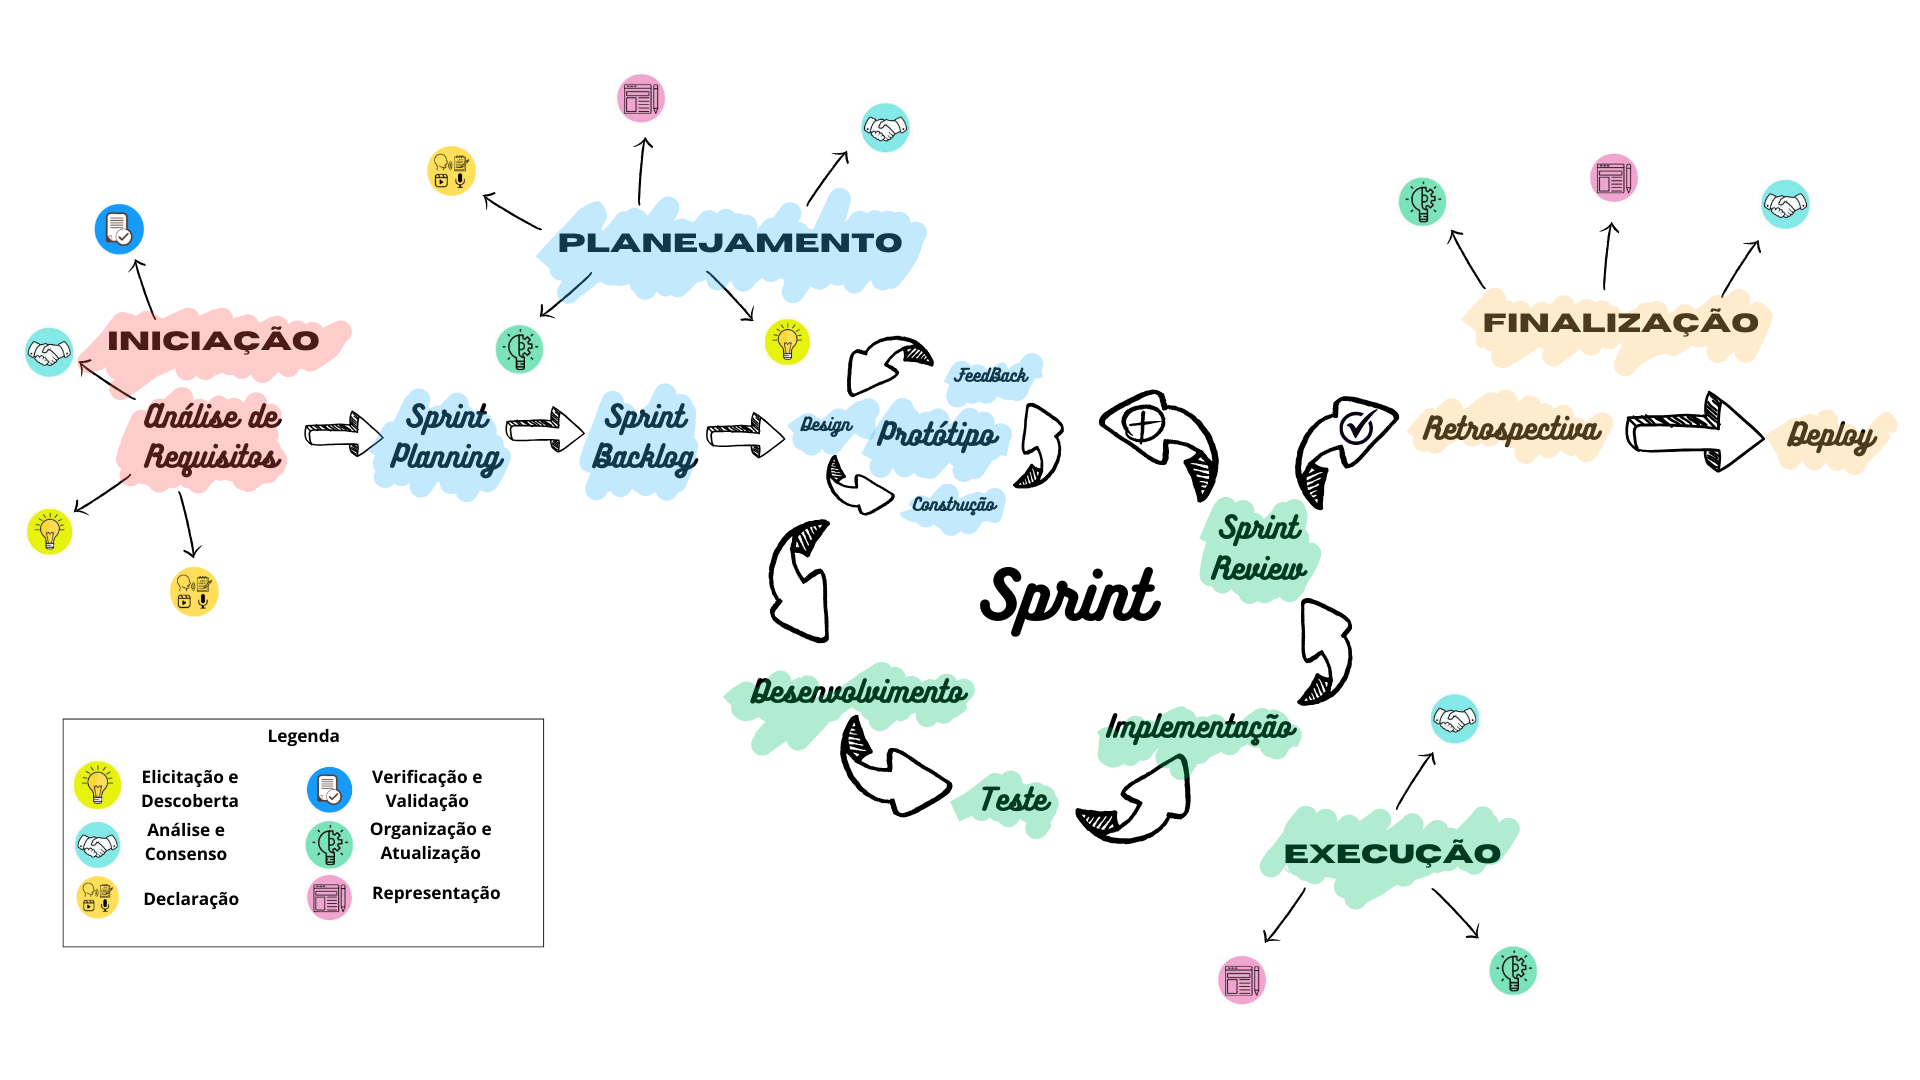 PLANEJAMENTO
INICIAÇÃO
FINALIZAÇÃO
Análise de
Requisitos
Sprint
Planning
Sprint
Backlog
FeedBack
Design
Protótipo
Construção
Retrospectiva
Deploy
Sprint
Review
Sprint
Desenvolvimento
Implementação
Teste
EXECUÇÃO
Legenda
Elicitação e
Descoberta
Verificação e
Validação
Análise e
Consenso
Organização e
Atualização
Declaração
Representação